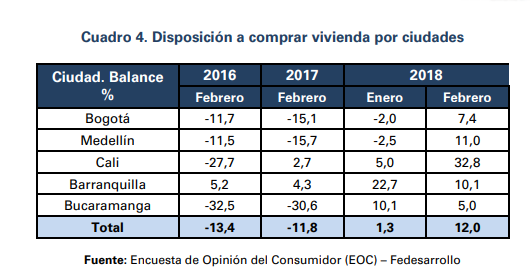 Cuadro 4. Disposición a comprar vivienda por ciudades
Ciudad. Balance % 2016 2017 2018
Febrero Febrero Enero Febrero
Bogotá -11,7 -15,1 -2,0 7,4
Medellín -11,5 -15,7 -2,5 11,0
Cali -27,7 2,7 5,0 32,8
Barranquilla 5,2 4,3 22,7 10,1
Bucaramanga -32,5 -30,6 10,1 5,0
Total -13,4 -11,8 1,3 12,0
Fuente: Encuesta de Opinión del Consumidor (EOC) – Fedesarrollo